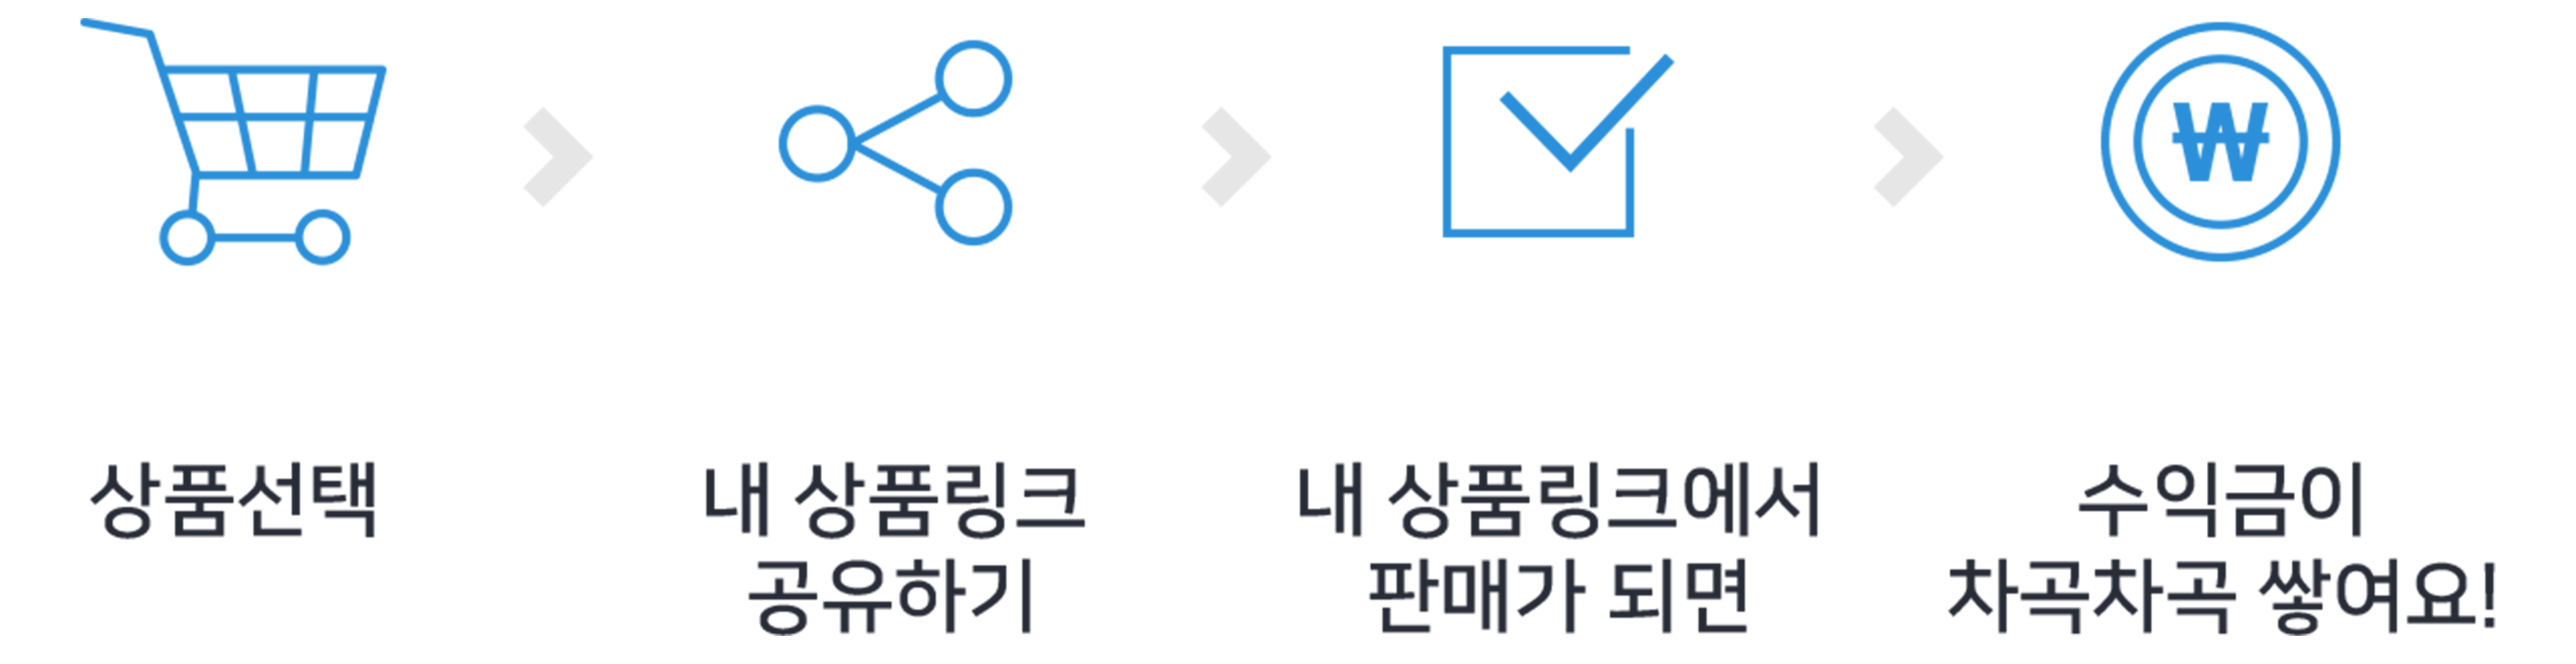 상품선택
내 상품링크
공유하기
내 상품링크에서
판매가 되면
₩
수익금이
차곡차곡 쌓여요!